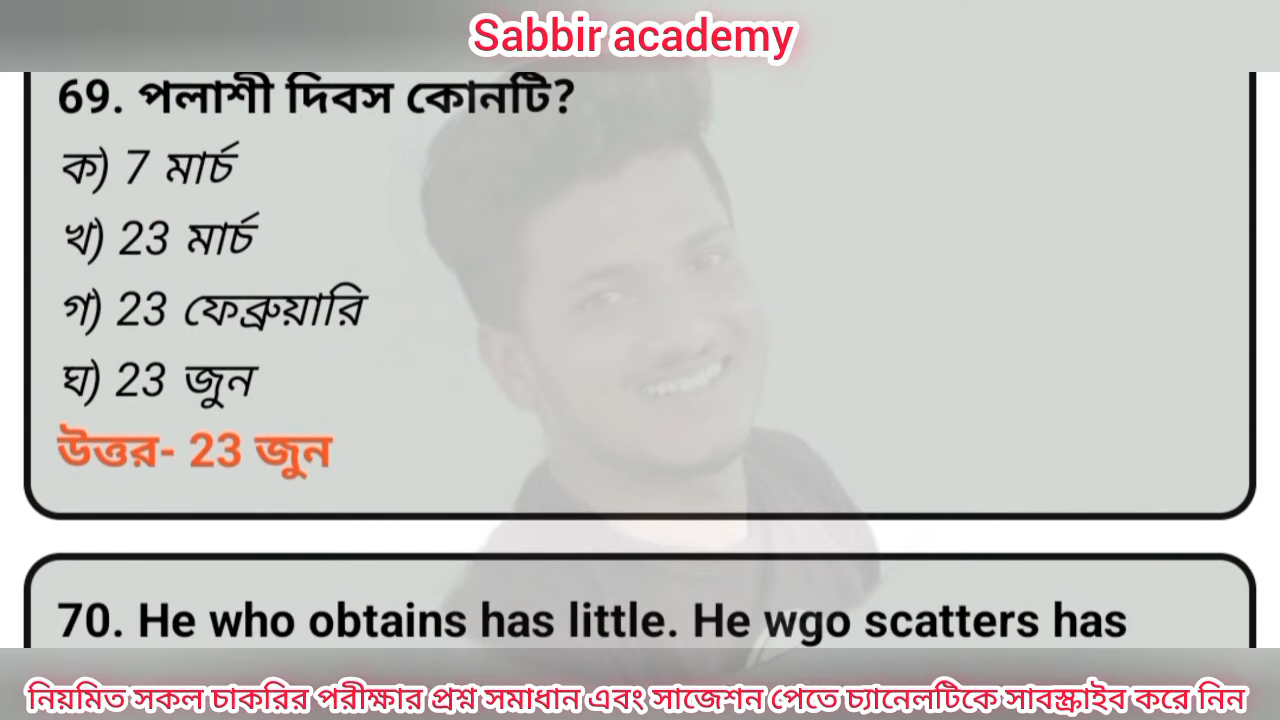 Sabbir academy
69. পলাশী দিবস কোনটি?
ক) 7 মার্চ
খ) 23 মার্চ
গ) 23 ফেব্রুয়ারি
ঘ) 23 জুন
উত্তর- 23 জুন
70. He who obtains has little. He wgo scatters has
নিয়মিত সকল চাকরির পরীক্ষার প্রশ্ন সমাধান এবং সাজেশন পেতে চ্যানেলটিকে সাবস্ক্রাইব করে নিন